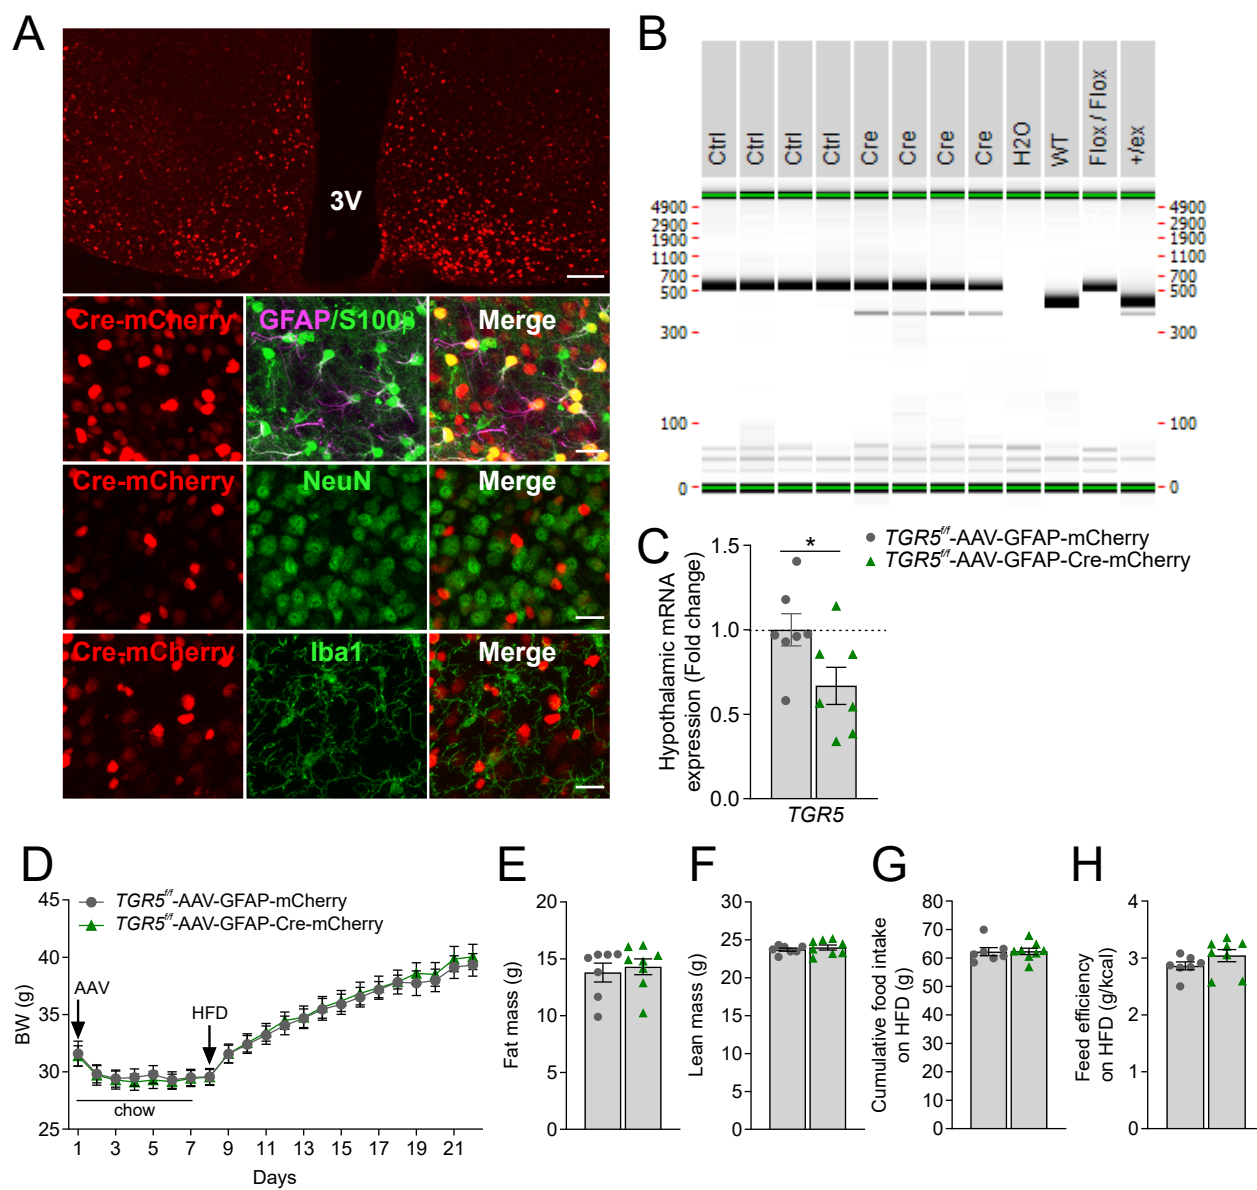 A
3V
Cre-mCherry
GFAP/S100β
Merge
Cre-mCherry
NeuN
Merge
Cre-mCherry
Iba1
Merge
B
Ctrl
Ctrl
Ctrl
Ctrl
Cre
Cre
Cre
Cre
H2O
WT
Flox / Flox
+/ex
4900
2900
1900
1100
700
500
300
100
0
4900
2900
1900
1100
700
500
300
100
0
C
TGR5f/f-AAV-GFAP-mCherry
TGR5f/f-AAV-GFAP-Cre-mCherry
Hypothalamic mRNA
expression (Fold change)
1.5
1.0
0.5
0.0
*
TGR5
D
TGR5f/f-AAV-GFAP-mCherry
TGR5f/f-AAV-GFAP-Cre-mCherry
BW (g)
45
40
35
30
25
AAV
HFD
chow
1 3 5 7 9 11 13 15 17 19 21
Days
E
Fat mass (g)
20
15
10
5
0
F
Lean mass (g)
30
25
20
15
10
5
0
G
Cumulative food intake
on HFD (g)
80
70
60
50
40
30
20
10
0
H
Feed efficiency
on HFD (g/kcal)
4
3
2
1
0